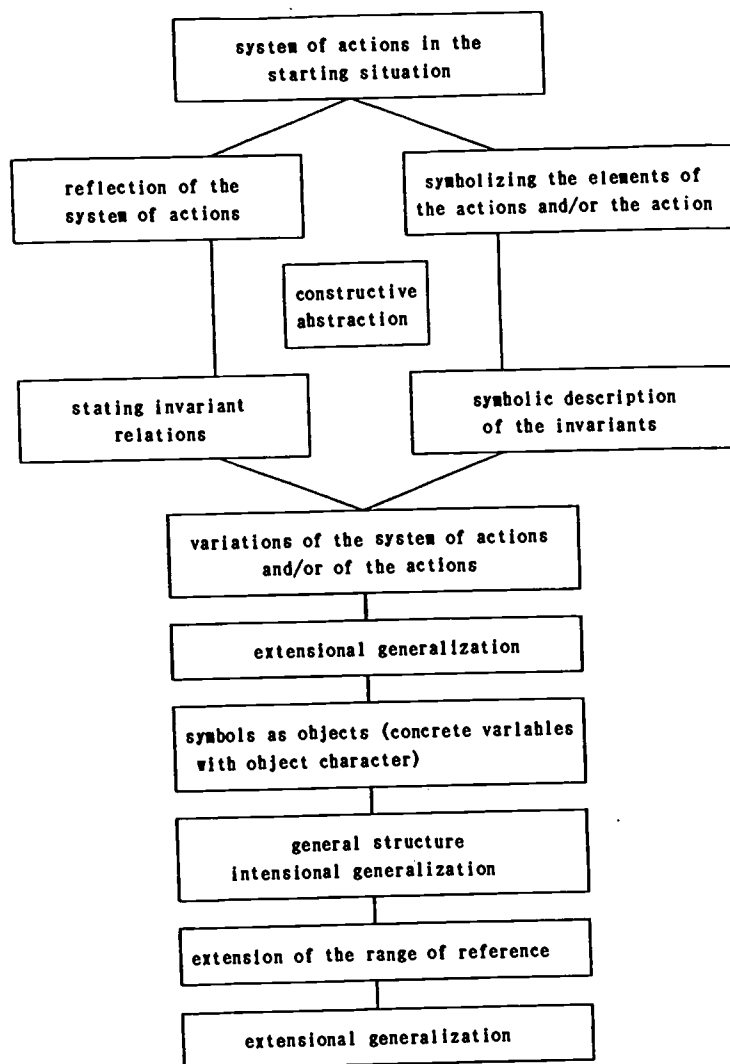 system of actions in the
starting situation
reflection of the
system of actions
symbolizing the elements of
the actions and/or the action
constructive
abstraction
stating invariant
relations
symbolic description
of the invariants
variations of the system of actions
and/or of the actions
extensional generalization
symbols as objects (concrete variables
with object character)
general structure
intensional generalization
extension of the range of reference
extensional generalization